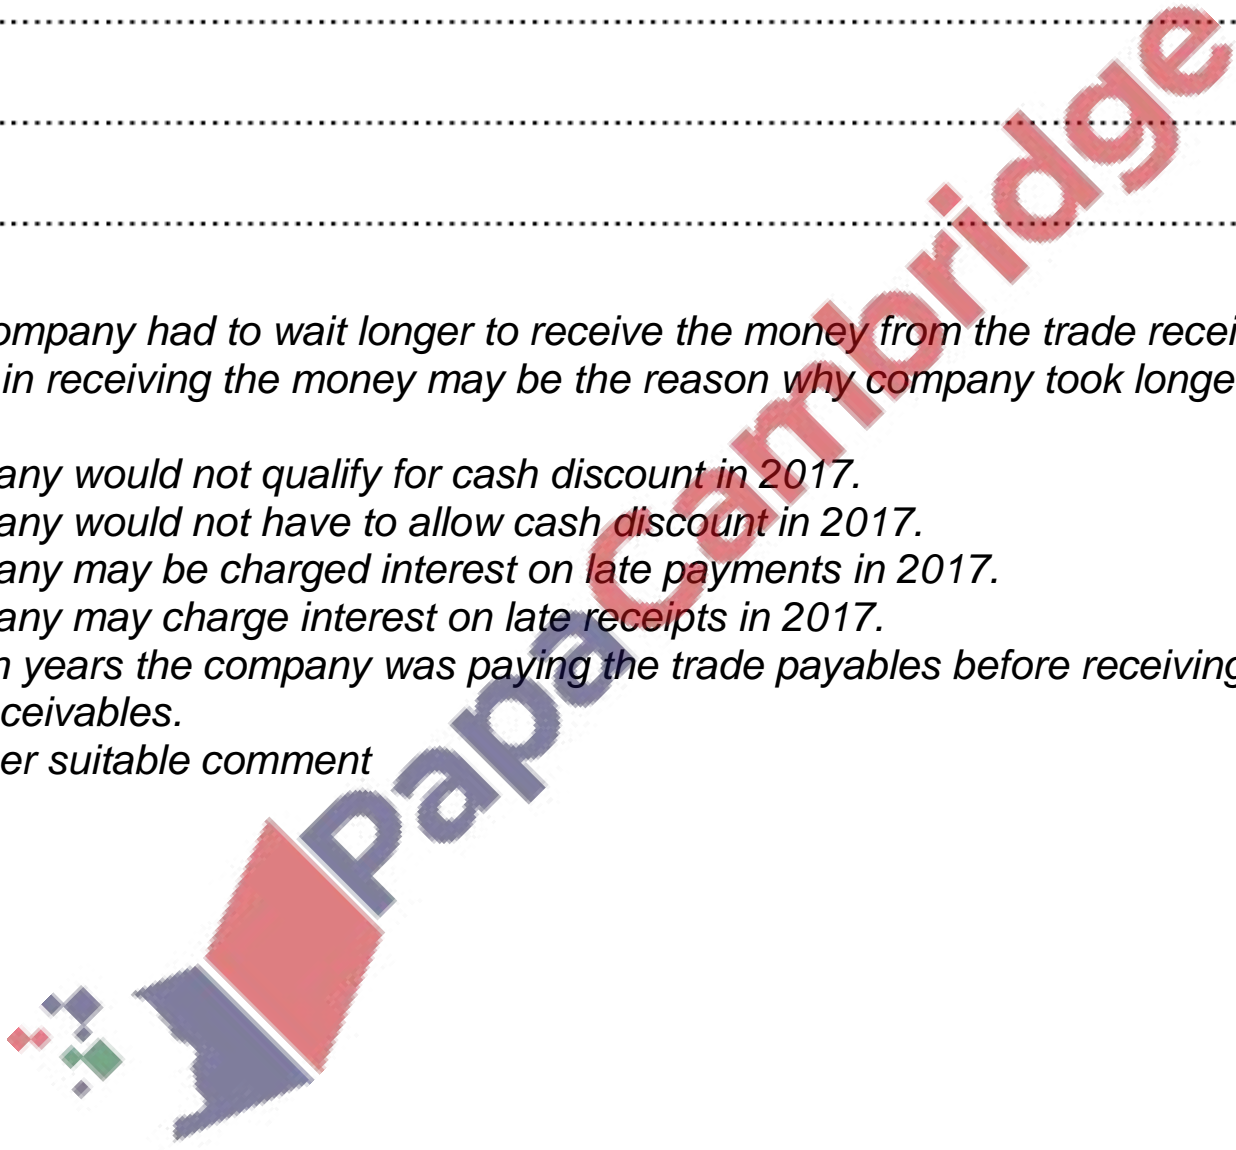 ompany had to wait longer to receive the money from the trade recei
in receiving the money may be the reason why company took longe
any would not qualify for cash discount in 2017.
any would not have to allow cash discount in 2017.
any may be charged interest on late payments in 2017.
any may charge interest on late receipts in 2017.
n years the company was paying the trade payables before receiving
ceivables.
er suitable comment
PapaCambridge